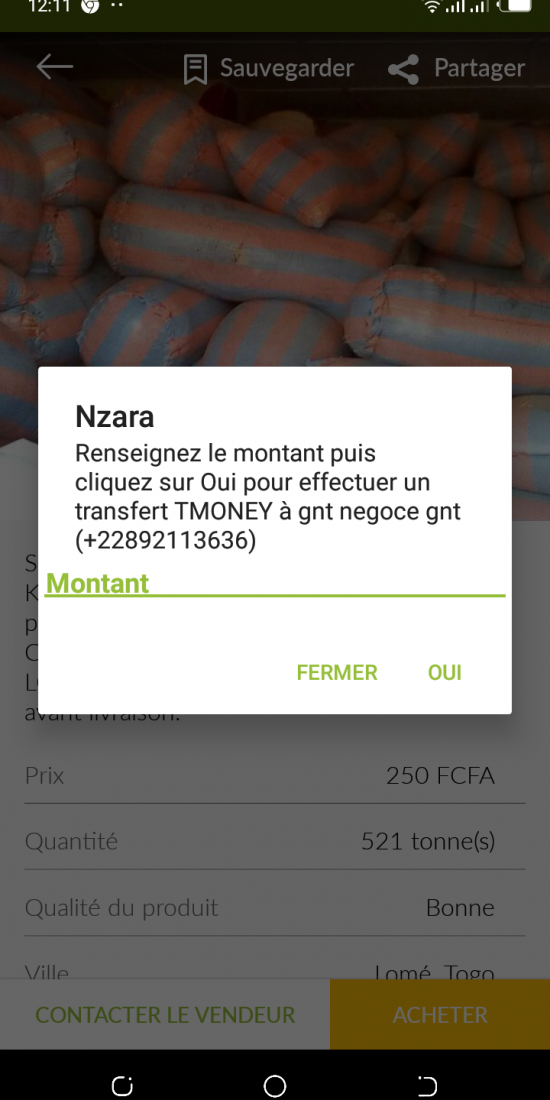 12:11
Sauvegarder
Partager
Nzara
Renseignez le montant puis
cliquez sur Oui pour effectuer un
transfert TMONEY à gnt negoce gnt
(+22892113636)
Montant
FERMER
OUI
avant livraison.
Prix
250 FCFA
Quantité
521 tonne(s)
Qualité du produit
Bonne
Ville
Lomé, Togo
CONTACTER LE VENDEUR
ACHETER